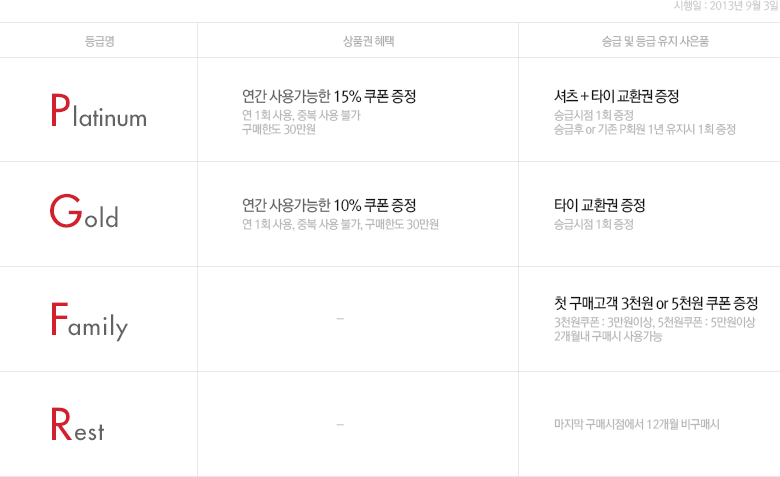 시행일 : 2013년 9월 3일
등급명
상품권 혜택
승급 및 등급 유지 사은품
Platinum
연간 사용가능한 15% 쿠폰 증정
연 1회 사용, 중복 사용 불가
구매한도 30만원
셔츠 + 타이 교환권 증정
승급시점 1회 증정
승급후 or 기존 P회원 1년 유지시 1회 증정
Gold
연간 사용가능한 10% 쿠폰 증정
연 1회 사용, 중복 사용 불가, 구매한도 30만원
타이 교환권 증정
승급시점 1회 증정
Family
–
첫 구매고객 3천원 or 5천원 쿠폰 증정
3천원쿠폰 : 3만원이상, 5천원쿠폰 : 5만원이상
2개월내 구매시 사용가능
Rest
–
마지막 구매시점에서 12개월 비구매시